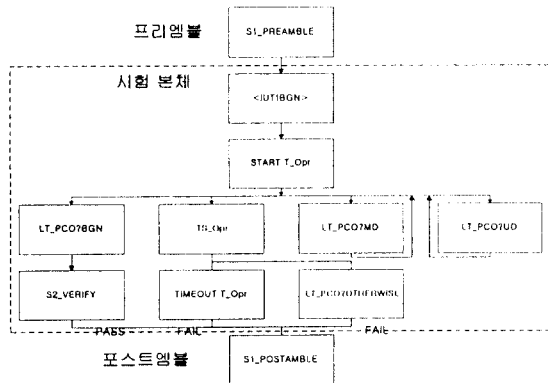 프리엠블
S1_PREAMBLE
시험 본체
<IUT!BGN>
START T_Opr
LT_PCO?BGN
TS_Opr
LT_PCO?MD
LT_PCO?UD
S2_VERIFY
TIMEOUT T_Opr
LT_PCO?OTHERWISE
PASS
FAIL
FAIL
포스트엠블
S1_POSTAMBLE